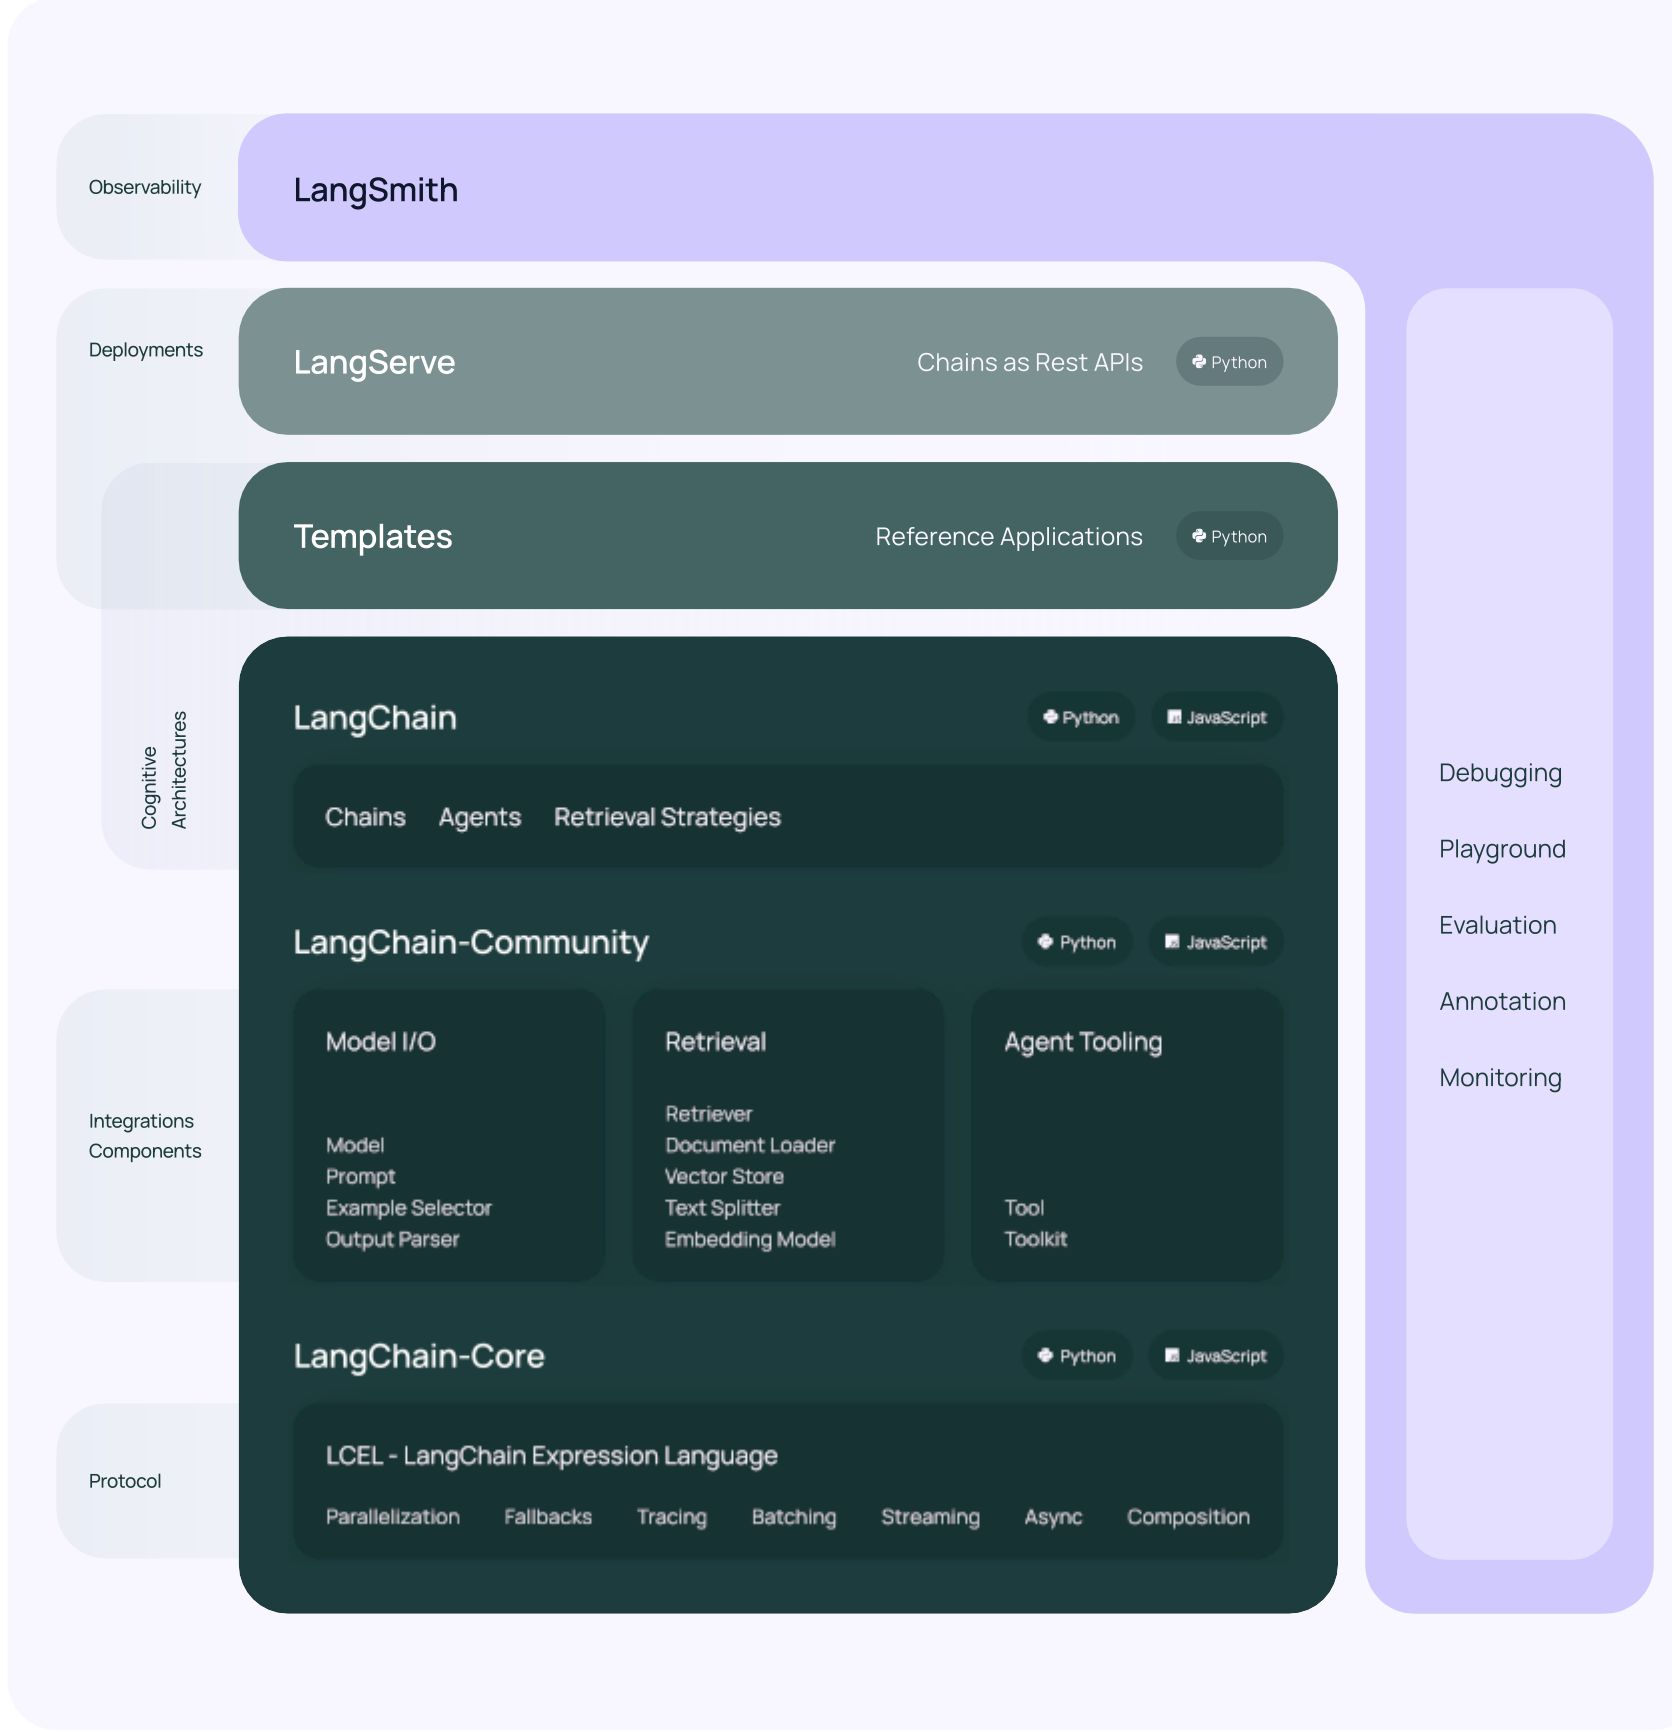 Observability
LangSmith
Deployments
LangServe
Chains as Rest APIs
Python
Templates
Reference Applications
Python
Cognitive
Architectures
LangChain
Python
JavaScript
Chains Agents Retrieval Strategies
LangChain-Community
Python
JavaScript
Integrations
Components
Model I/O
Model
Prompt
Example Selector
Output Parser
Retrieval
Retriever
Document Loader
Vector Store
Text Splitter
Embedding Model
Agent Tooling
Tool
Toolkit
LangChain-Core
Python
JavaScript
Protocol
LCEL - LangChain Expression Language
Parallelization Fallbacks Tracing Batching Streaming Async Composition
Debugging
Playground
Evaluation
Annotation
Monitoring